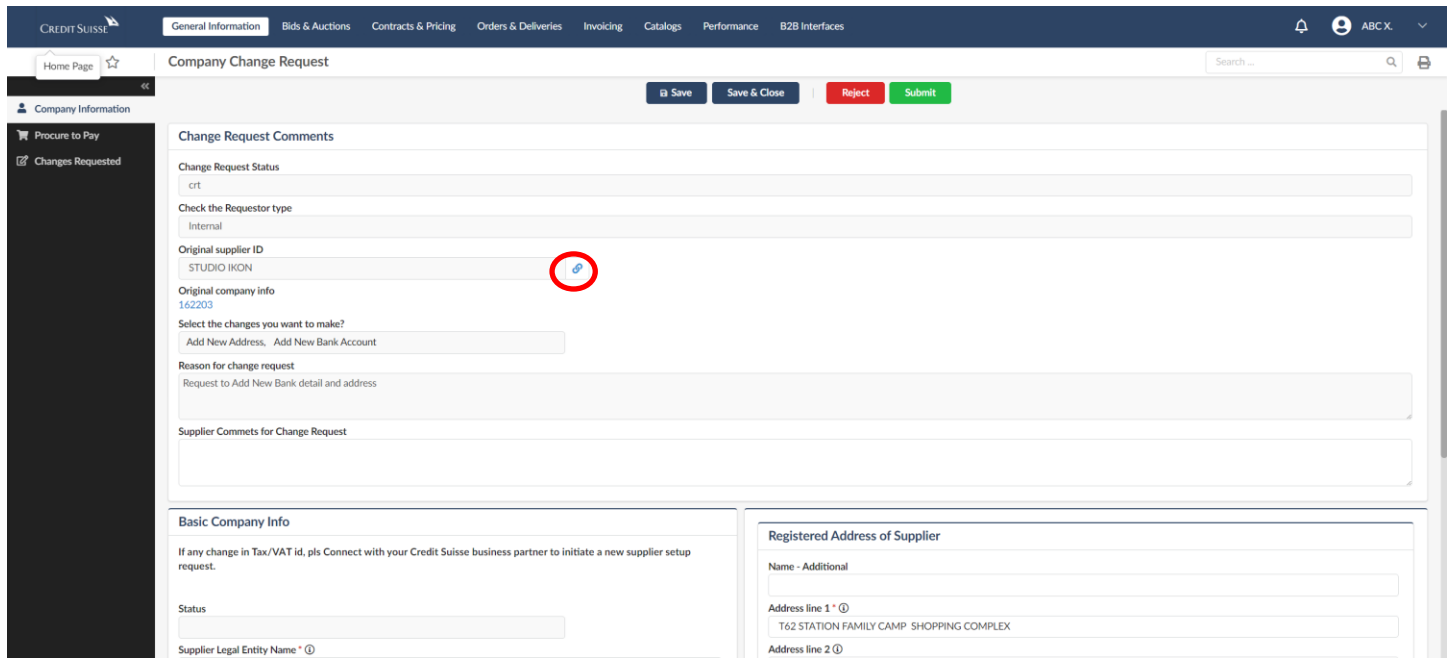 CREDIT SUISSE
General Information Bids & Auctions Contracts & Pricing Orders & Deliveries Invoicing Catalogs Performance B2B Interfaces ABC X.
Home Page
Company Change Request
Search ...
Save Save & Close Reject Submit
Company Information
Procure to Pay
Changes Requested
Change Request Comments
Change Request Status
crt
Check the Requestor type
Internal
Original supplier ID
STUDIO IKON
Original company info
162203
Select the changes you want to make?
Add New Address, Add New Bank Account
Reason for change request
Request to Add New Bank detail and address
Supplier Commets for Change Request
Basic Company Info
If any change in Tax/VAT id, pls Connect with your Credit Suisse business partner to initiate a new supplier setup
request.
Status
Supplier Legal Entity Name *
Registered Address of Supplier
Name - Additional
Address line 1 *
T62 STATION FAMILY CAMP SHOPPING COMPLEX
Address line 2